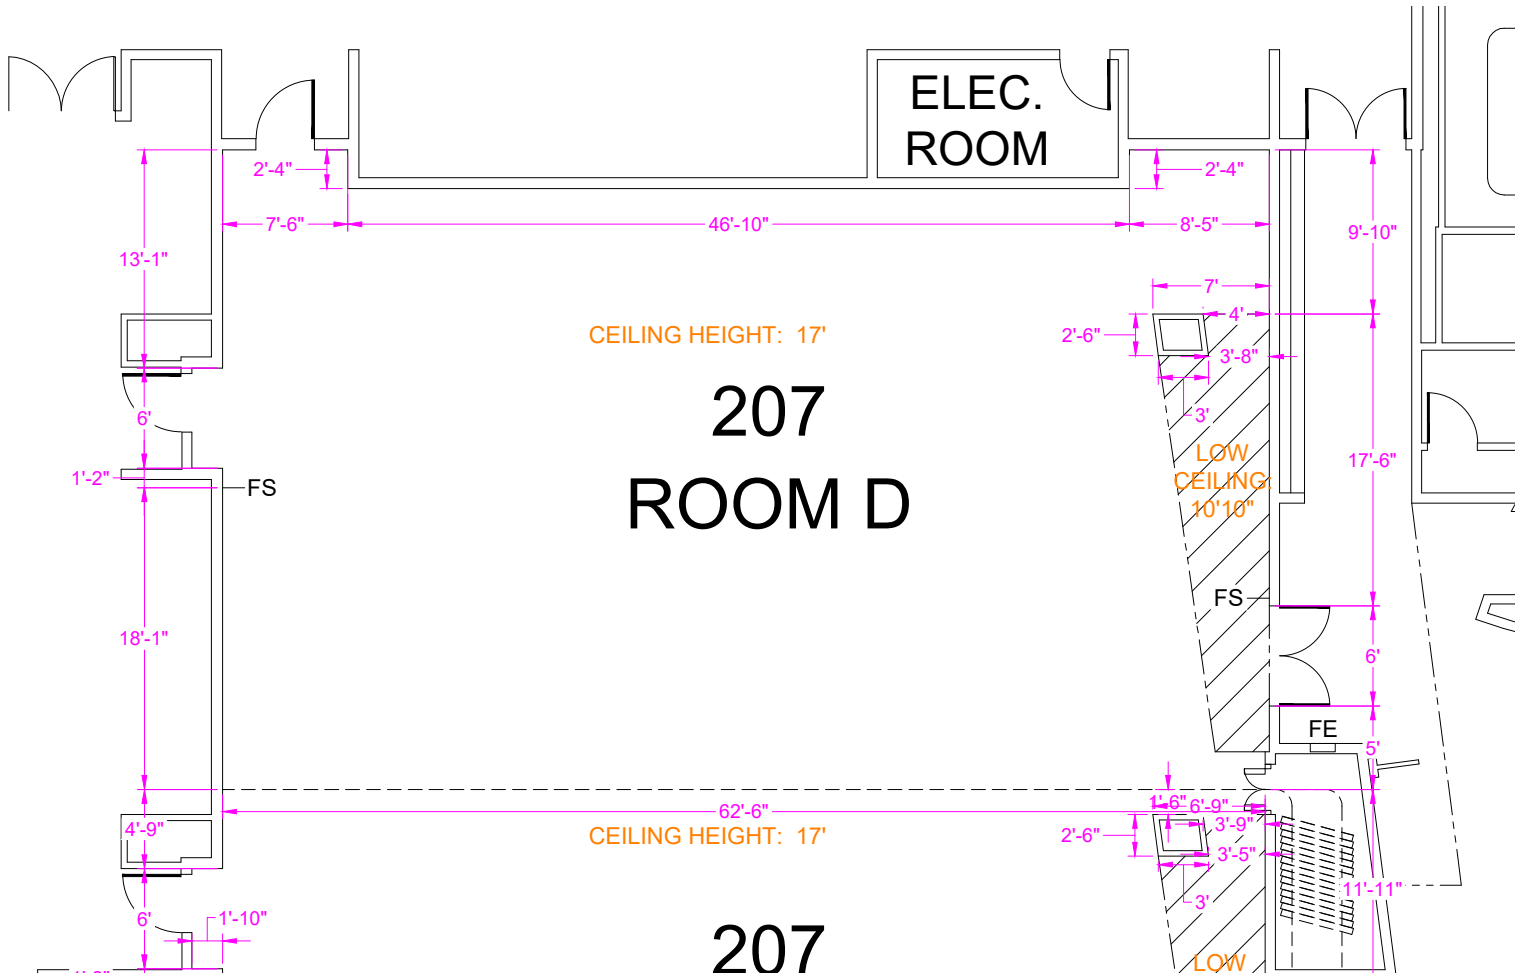 ELEC.
ROOM
2'-4"
2'-4"
7'-6"
46'-10"
8'-5"
9'-10"
13'-1"
7'
4'
CEILING HEIGHT: 17'
2'-6"
3'-8"
207
3'
6'
LOW
CEILING:
10'10"
17'-6"
1'-2"
FS
ROOM D
FS
18'-1"
6'
FE
5'
1'-6"
6'-9"
62'-6"
4'-9"
CEILING HEIGHT: 17'
2'-6"
3'-9"
3'-5"
11'-11"
3'
6'
1'-10"
207
LOW